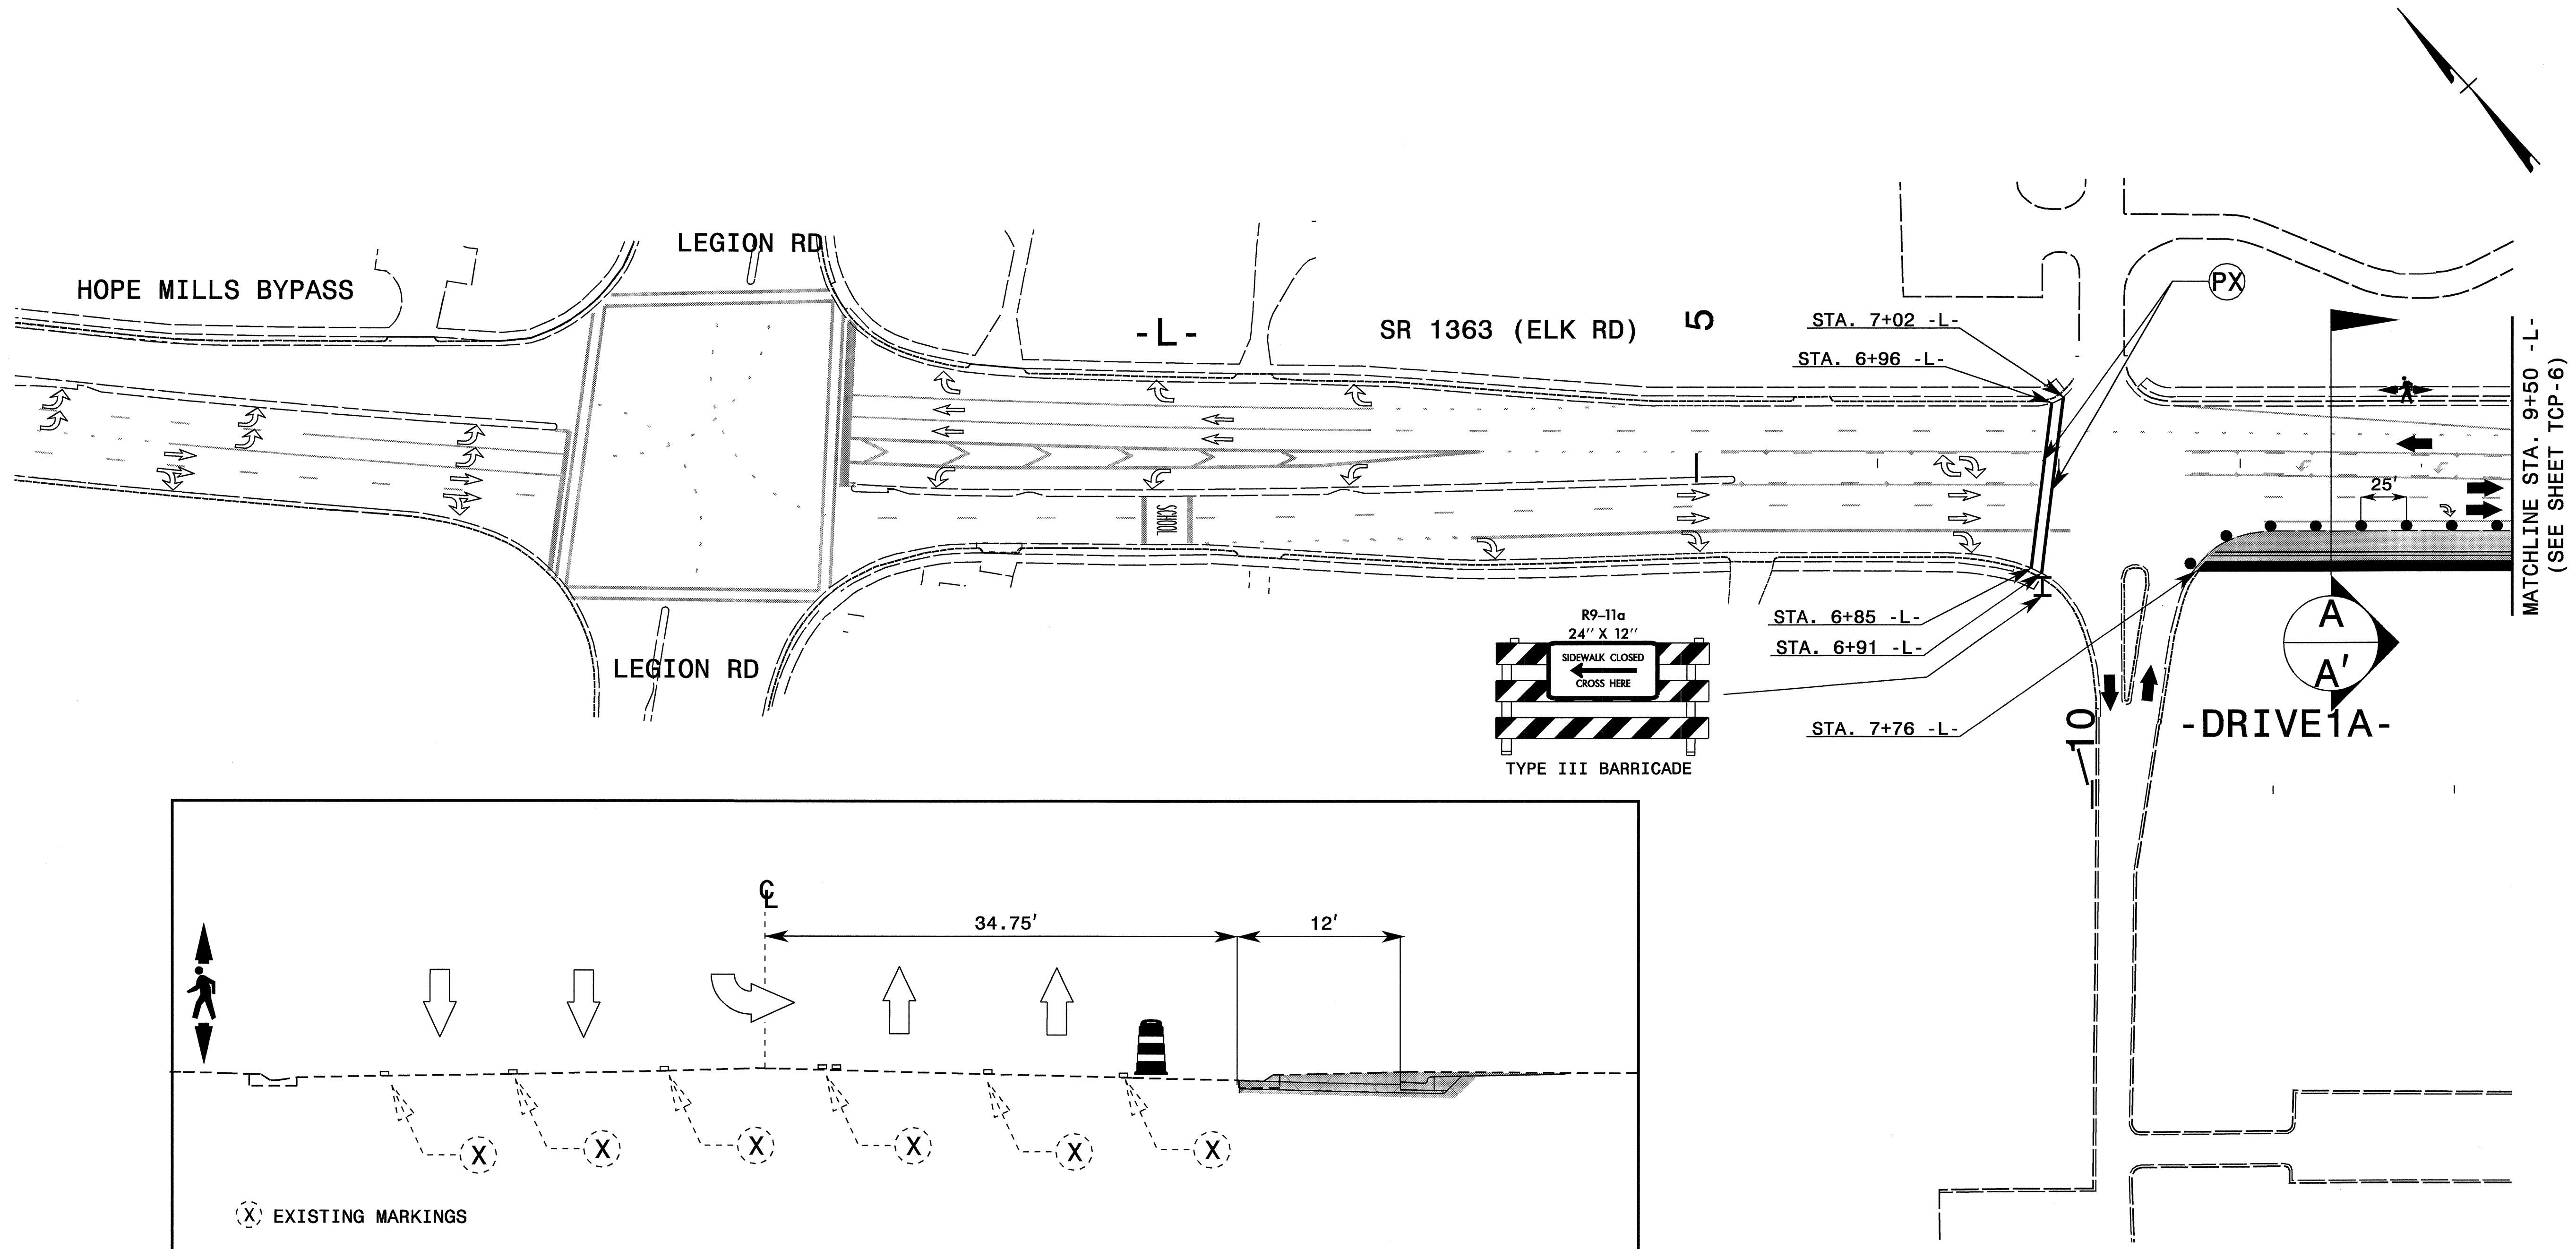 LEGION RD
HOPE MILLS BYPASS
-L-
SR 1363 (ELK RD)
5
PX
STA. 7+02 -L-
STA. 6+96 -L-
MATCHLINE STA. 9+50 -L-
(SEE SHEET TCP-6)
25'
SCHOOL
STA. 6+85 -L-
STA. 6+91 -L-
STA. 7+76 -L-
R9-11a
24" X 12"
SIDEWALK CLOSED
CROSS HERE
TYPE III BARRICADE
A
A'
LEGION RD
10
-DRIVE1A-
℄
34.75'
12'
X
X
X
X
X
X
X EXISTING MARKINGS